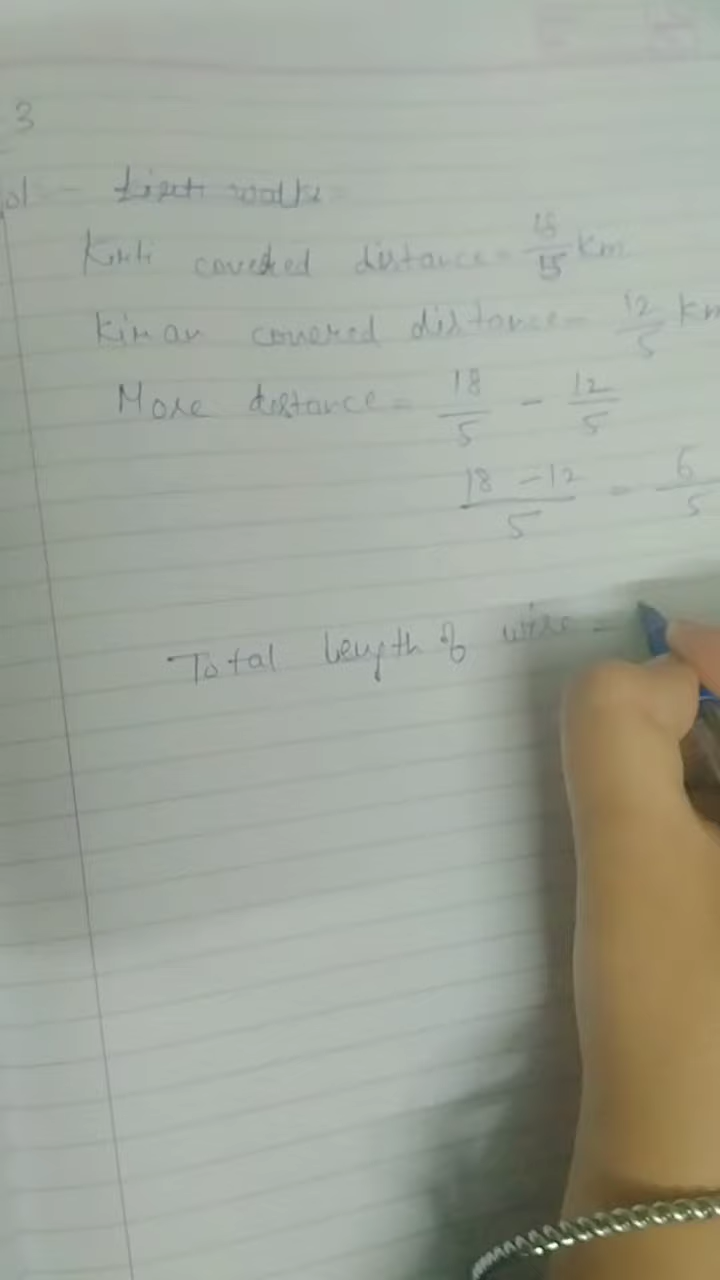 3
covered distance = 18/5 km
Kiran covered distance = 12/5 km
More distance = 18/5 - 12/5
18 - 12/5 = 6/5
Total length of wire =